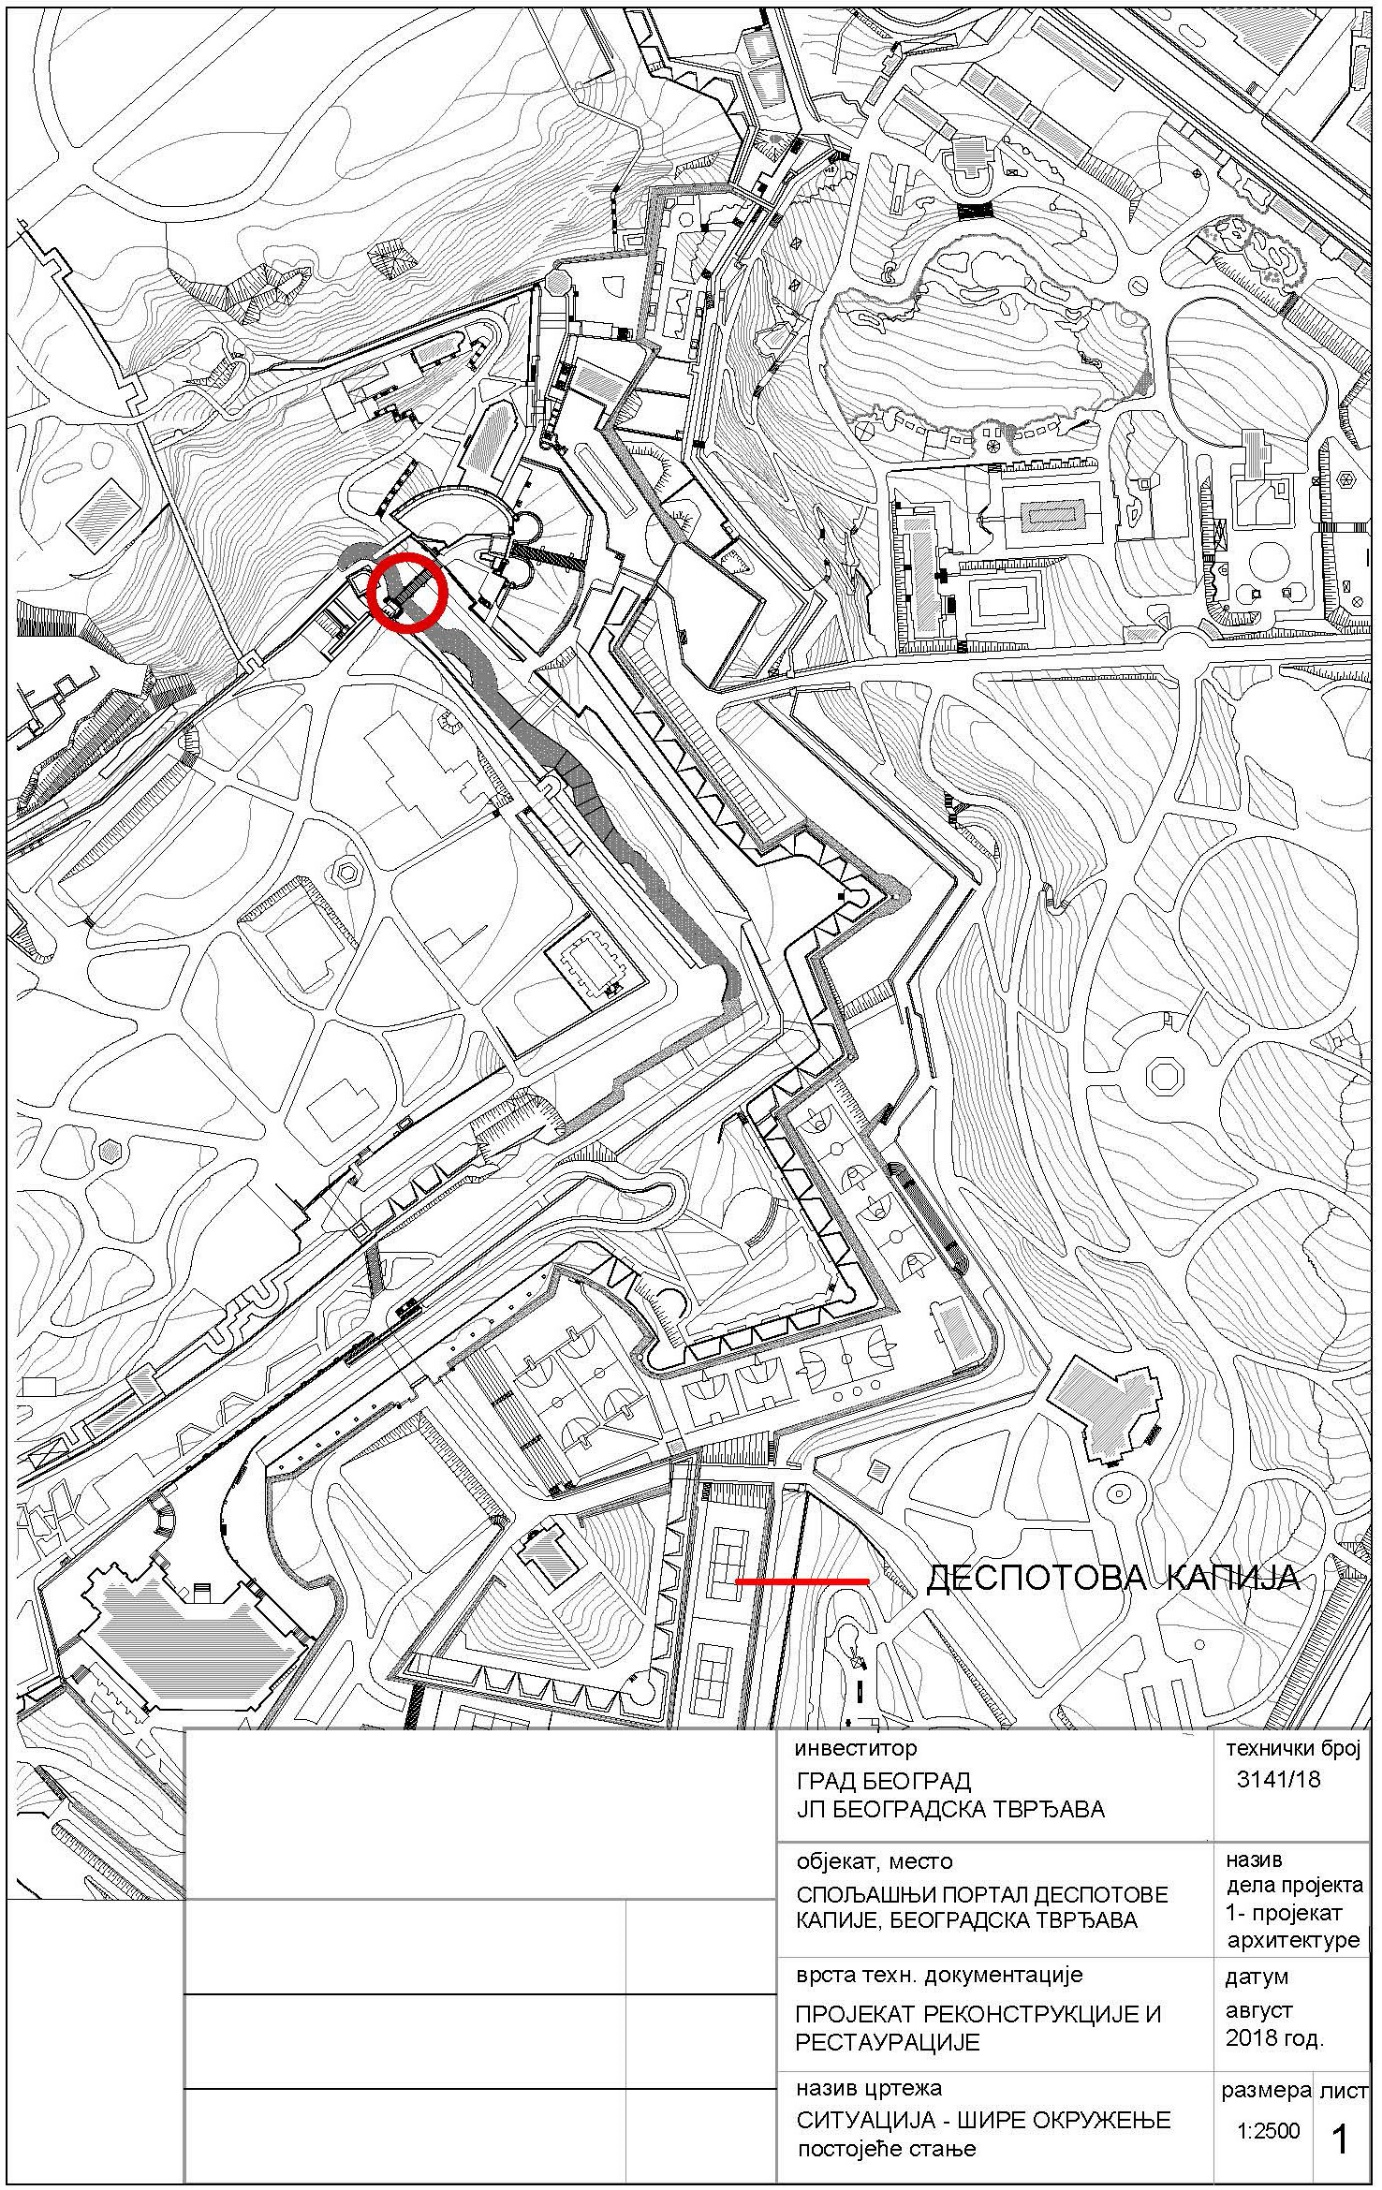 ДЕСПОТОВА КАПИЈА
инвеститор
ГРАД БЕОГРАД
ЈП БЕОГРАДСКА ТВРЂАВА
технички број
3141/18
објекат, место
СПОЉАШЊИ ПОРТАЛ ДЕСПОТОВЕ
КАПИЈЕ, БЕОГРАДСКА ТВРЂАВА
назив
дела пројекта
1- пројекат
архитектуре
врста техн. документације
ПРОЈЕКАТ РЕКОНСТРУКЦИЈЕ И
РЕСТАУРАЦИЈЕ
датум
август
2018 год.
назив цртежа
СИТУАЦИЈА - ШИРЕ ОКРУЖЕЊЕ
постојеће стање
размера
1:2500
лист
1